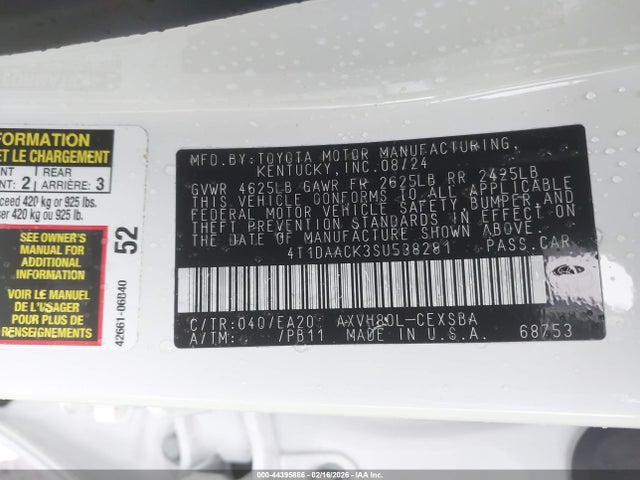 FORMATION
ET LE CHARGEMENT
REAR
2 ARRIÈRE: 3
420 kg or 925 lbs.
420 kg ou 925 lb.
SEE OWNER'S
MANUAL FOR
ADDITIONAL
INFORMATION
VOIR LE MANUEL
DE
L'USAGER POUR
PLUS DE
RENSEIGNEMENTS
52
42661-06840
MFD. BY: TOYOTA MOTOR MANUFACTURING,
KENTUCKY, INC. 08/24
GVWR 4625LB GAWR FR 2625LB RR 2425LB
THIS VEHICLE CONFORMS TO ALL APPLICABLE
FEDERAL MOTOR VEHICLE SAFETY, BUMPER, AND
THEFT PREVENTION STANDARDS IN EFFECT ON
THE DATE OF MANUFACTURE SHOWN ABOVE.
4T1DAACK3SU538281 PASS. CAR
C/TR: 040/EA20 AXVH80L-CEXSBA
A/TM: /PB11 MADE IN U.S.A. 68753
000-44395886 - 02/16/2026 - IAA Inc.